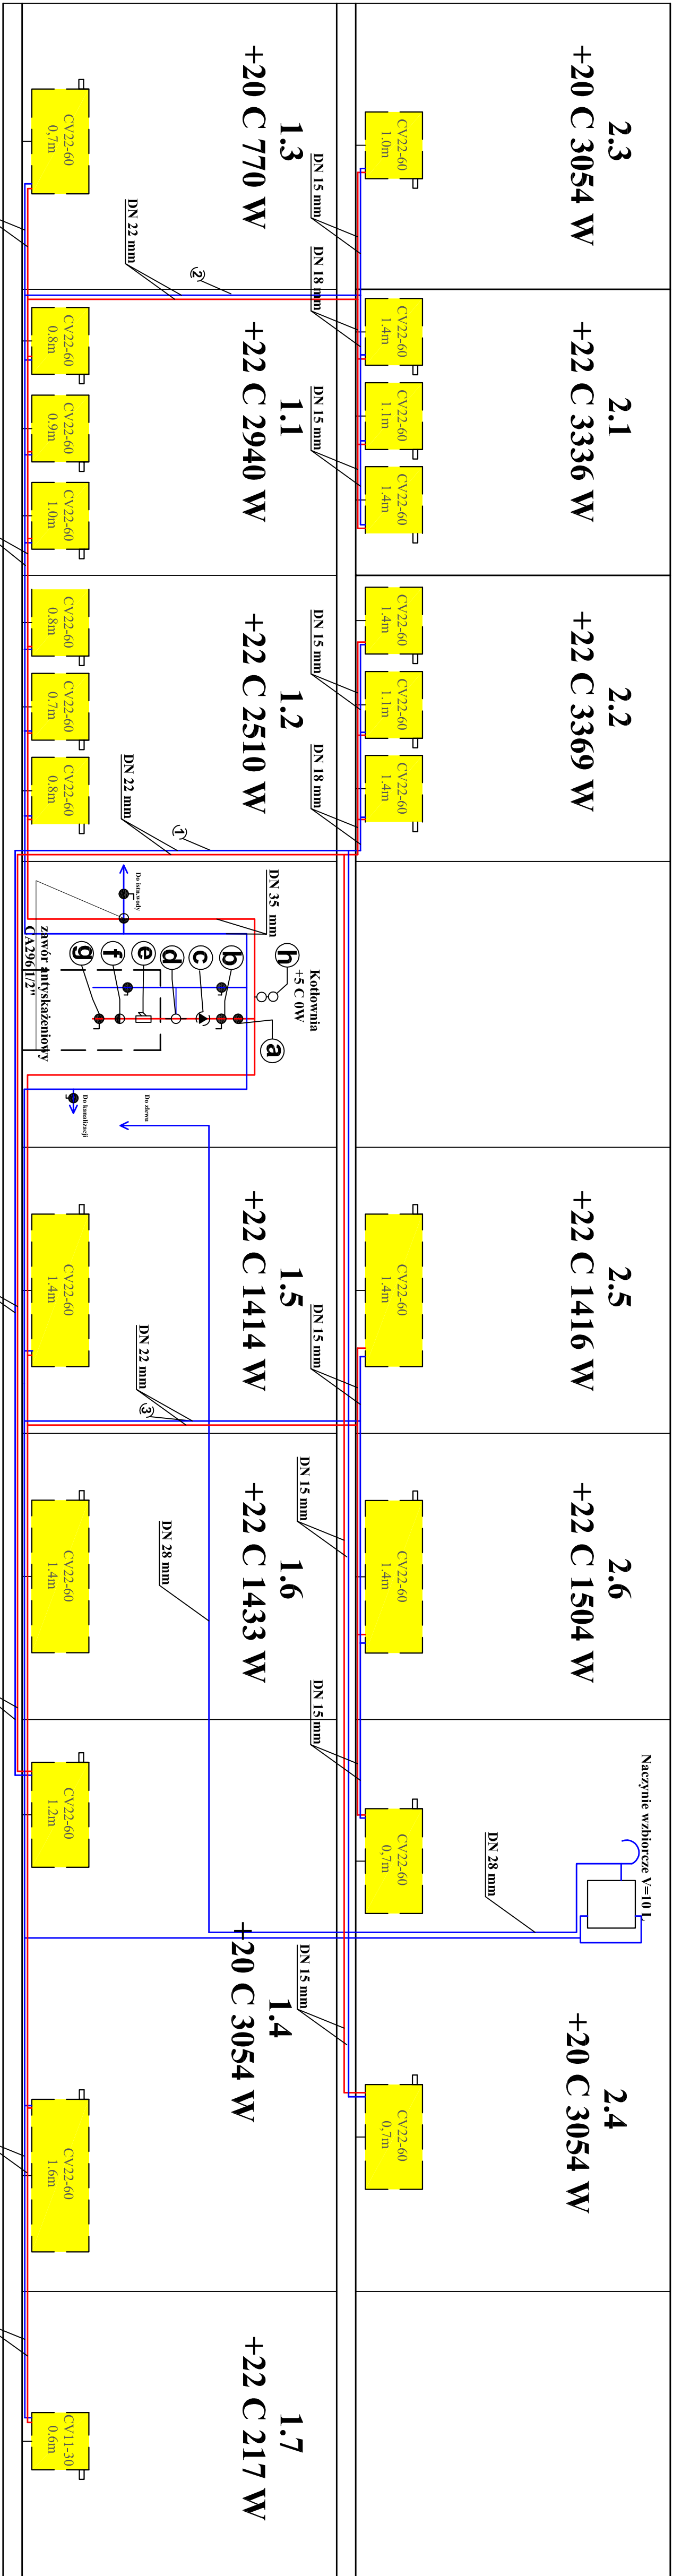 2.3
+20 C 3054 W
CV22-60
1.0m
DN 15 mm
DN 18 mm
2.1
+22 C 3336 W
CV22-60
1.4m
CV22-60
1.1m
CV22-60
1.4m
DN 15 mm
2.2
+22 C 3369 W
CV22-60
1.4m
CV22-60
1.1m
CV22-60
1.4m
DN 15 mm
DN 18 mm
2.5
+22 C 1416 W
CV22-60
1.4m
DN 15 mm
2.6
+22 C 1504 W
CV22-60
1.4m
DN 15 mm
DN 15 mm
Naczynie wzbiorcze V=10 L
DN 28 mm
CV22-60
0,7m
2.4
+20 C 3054 W
CV22-60
0,7m
DN 15 mm
1.3
+20 C 770 W
CV22-60
0,7m
DN 22 mm
2
1.1
+22 C 2940 W
CV22-60
0.8m
CV22-60
0.9m
CV22-60
1.0m
1.2
+22 C 2510 W
CV22-60
0.8m
CV22-60
0.7m
CV22-60
0.8m
DN 22 mm
1
DN 35 mm
Kotłownia
+5 C 0W
h
a
b
c
d
e
f
g
Do istn.wody
zawór antyskażeniowy
CA296 1/2"
Do kanalizacji
Do zlewu
1.5
+22 C 1414 W
CV22-60
1.4m
DN 22 mm
3
1.6
+22 C 1433 W
CV22-60
1.4m
DN 28 mm
1.4
+20 C 3054 W
CV22-60
1.2m
CV22-60
1.6m
1.7
+22 C 217 W
CV11-30
0.6m